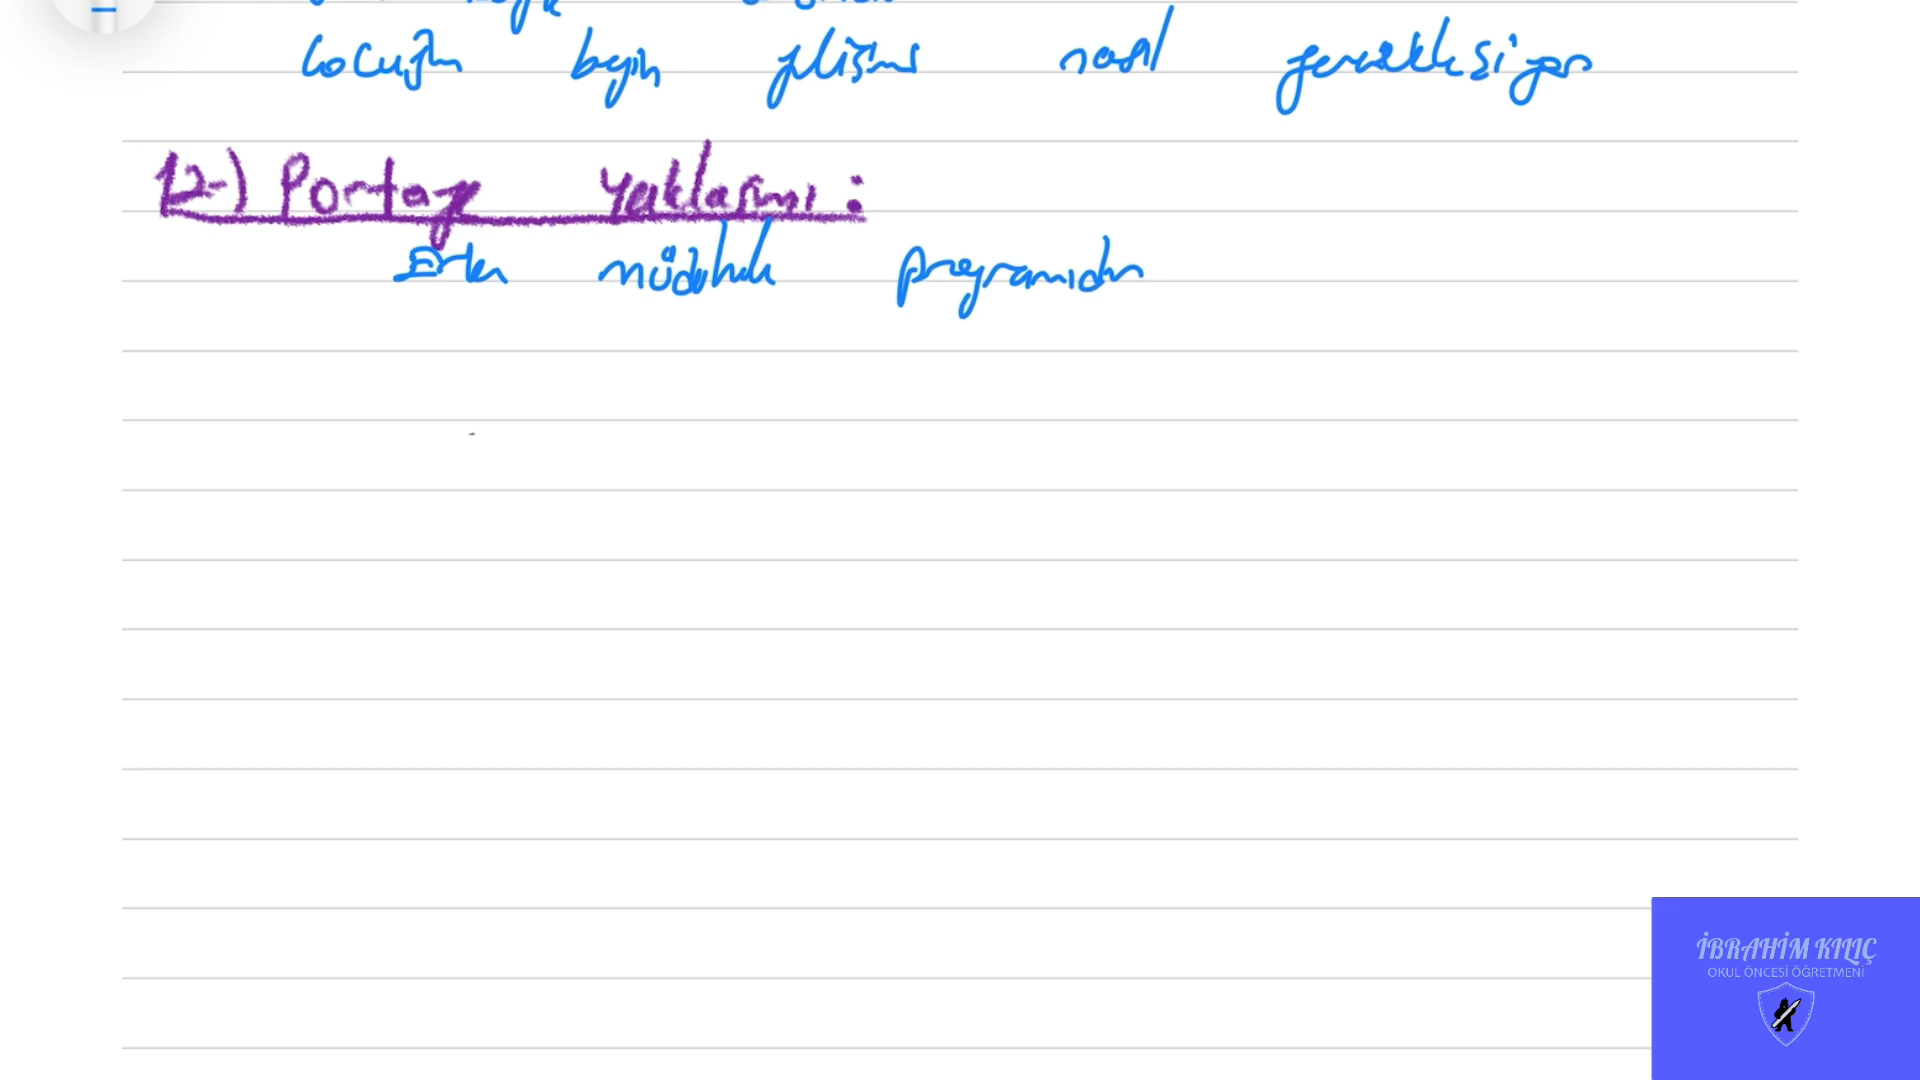 Çocuğun beyin gelişimi nasıl gerçekleşiyor
12-) Portage Yaklaşımı:
Erken müdahale programıdır
İBRAHİM KILIÇ
OKUL ÖNCESİ ÖĞRETMENİ